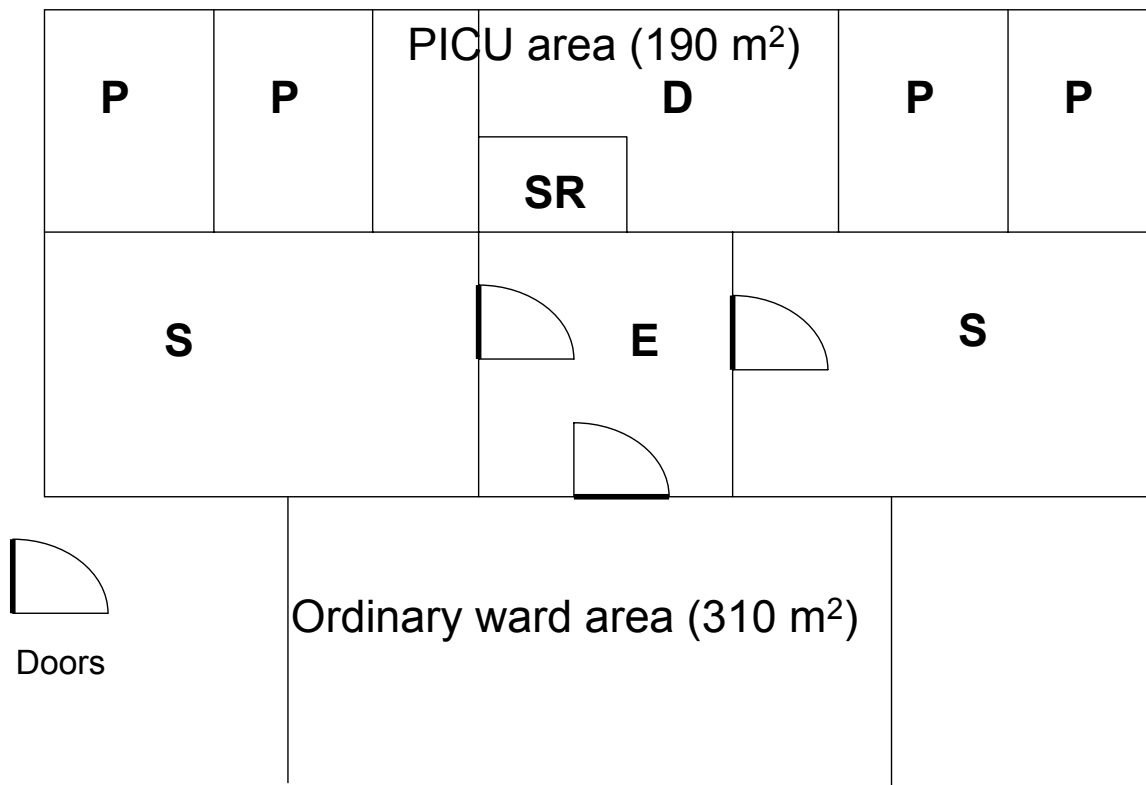 PICU area (190 m²)
P P D P P
SR
S E S
Ordinary ward area (310 m²)
Doors